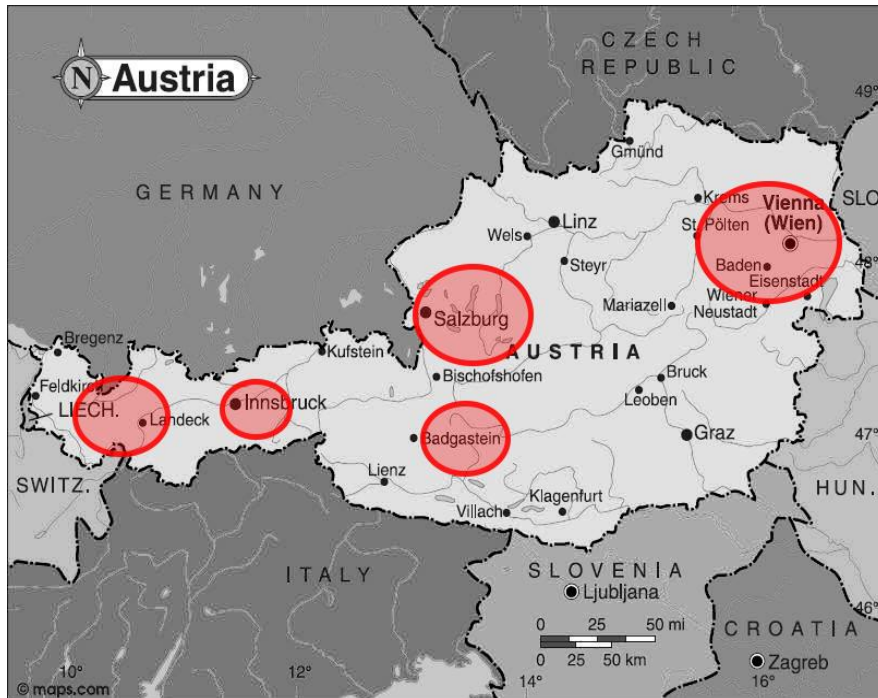 CZECH
REPUBLIC
N Austria
49°
GERMANY
Gmünd
Krems
Vienna
(Wien)
SLO
Linz
St. Pölten
Wels
48°
Steyr
Baden
Eisenstadt
Mariazell
Wiener
Neustadt
Salzburg
Bregenz
Kufstein
AUSTRIA
Bischofshofen
Bruck
Feldkirch
Leoben
LIECH.
Landeck
Innsbruck
Badgastein
Graz
47°
SWITZ.
Lienz
HUN.
Villach
Klagenfurt
ITALY
SLOVENIA
Ljubljana
46°
0 25 50 mi
0 25 50 km
CROATIA
10°
12°
14°
16°
Zagreb
© maps.com